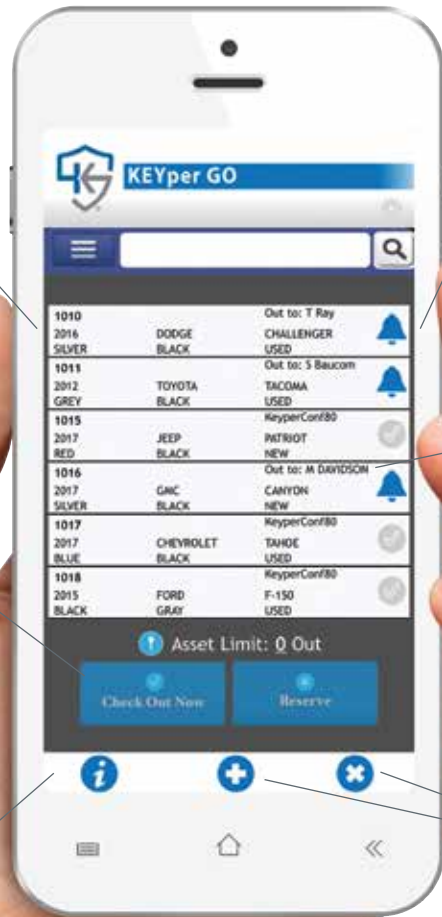 KEYper GO
1010 Out to: T Ray
2016 DODGE CHALLENGER
SILVER BLACK USED
1011 Out to: S Baucom
2012 TOYOTA TACOMA
GREY BLACK USED
1015 KeyperConf80
2017 JEEP PATRIOT
RED BLACK NEW
1016 Out to: M DAVIDSON
2017 GMC CANYON
SILVER BLACK NEW
1017 KeyperConf80
2017 CHEVROLET TAHOE
BLUE BLACK USED
1018 KeyperConf80
2015 FORD F-150
BLACK GRAY USED
Asset Limit: 0 Out
Check Out Now Reserve